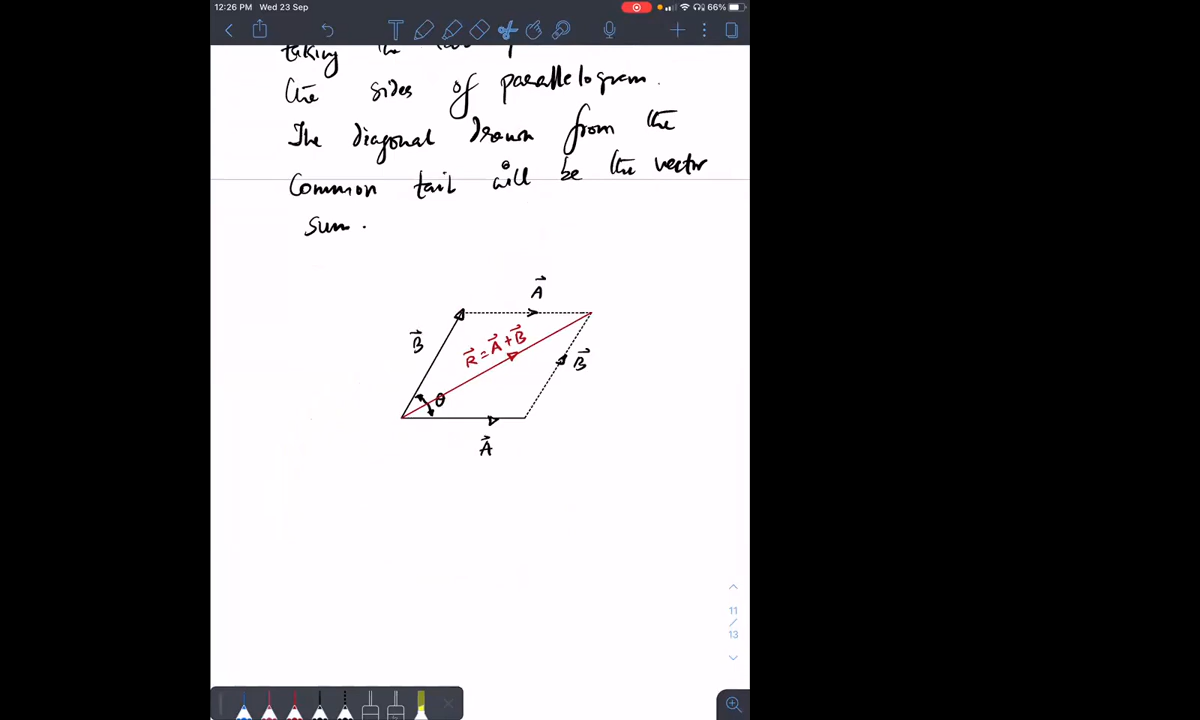 12:26 PM Wed 23 Sep 66%
taking the
the sides of parallelogram.
The diagonal drawn from the
Common tail will be the vector
sum.
A⃗
B⃗
R⃗ = A⃗ + B⃗
B⃗
θ
A⃗
11
/
13